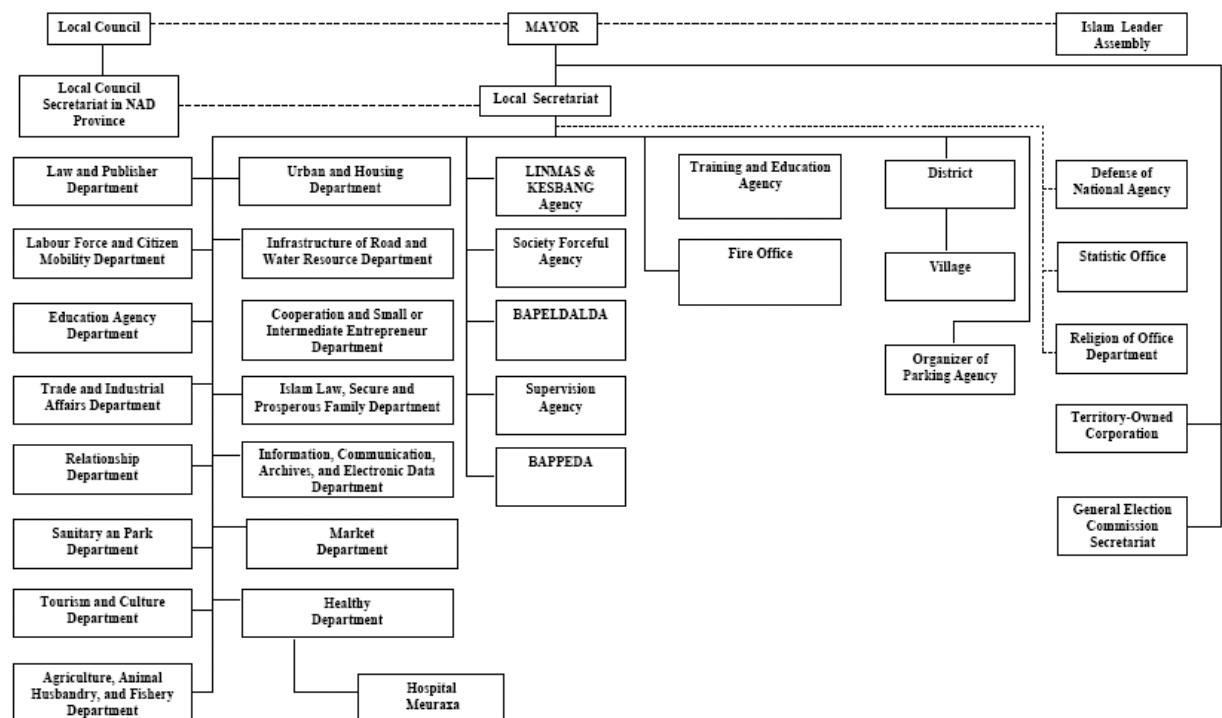 Local Council
MAYOR
Islam Leader
Assembly
Local Council
Secretariat in NAD
Province
Local Secretariat
Law and Publisher
Department
Urban and Housing
Department
LINMAS &
KESBANG
Agency
Training and Education
Agency
District
Defense of
National Agency
Labour Force and Citizen
Mobility Department
Infrastructure of Road and
Water Resource Department
Society Forceful
Agency
Fire Office
Village
Statistic Office
Education Agency
Department
Cooperation and Small or
Intermediate Entrepreneur
Department
BAPELDALDA
Organizer of
Parking Agency
Religion of Office
Department
Trade and Industrial
Affairs Department
Islam Law, Secure and
Prosperous Family Department
Supervision
Agency
Territory-Owned
Corporation
Relationship
Department
Information, Communication,
Archives, and Electronic Data
Department
BAPPEDA
General Election
Commission
Secretariat
Sanitary an Park
Department
Market
Department
Tourism and Culture
Department
Healthy
Department
Agriculture, Animal
Husbandry, and Fishery
Department
Hospital
Meuraxa